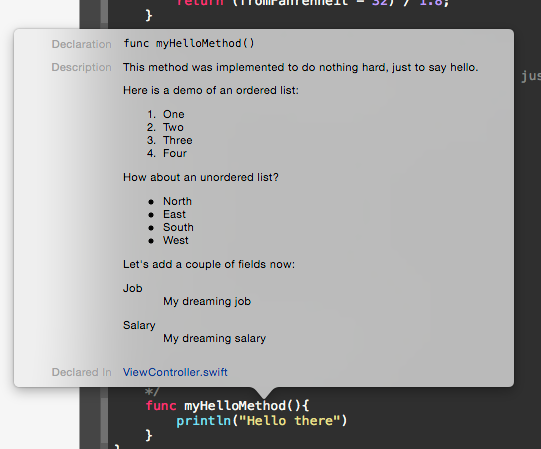 return (fromFahrenheit - 32) / 1.8;
}
Declaration func myHelloMethod()
Description This method was implemented to do nothing hard, just to say hello.
jus
Here is a demo of an ordered list:
1. One
2. Two
3. Three
4. Four
How about an unordered list?
• North
• East
• South
• West
Let's add a couple of fields now:
Job
My dreaming job
Salary
My dreaming salary
Declared In ViewController.swift
*/
func myHelloMethod(){
println("Hello there")
}
}